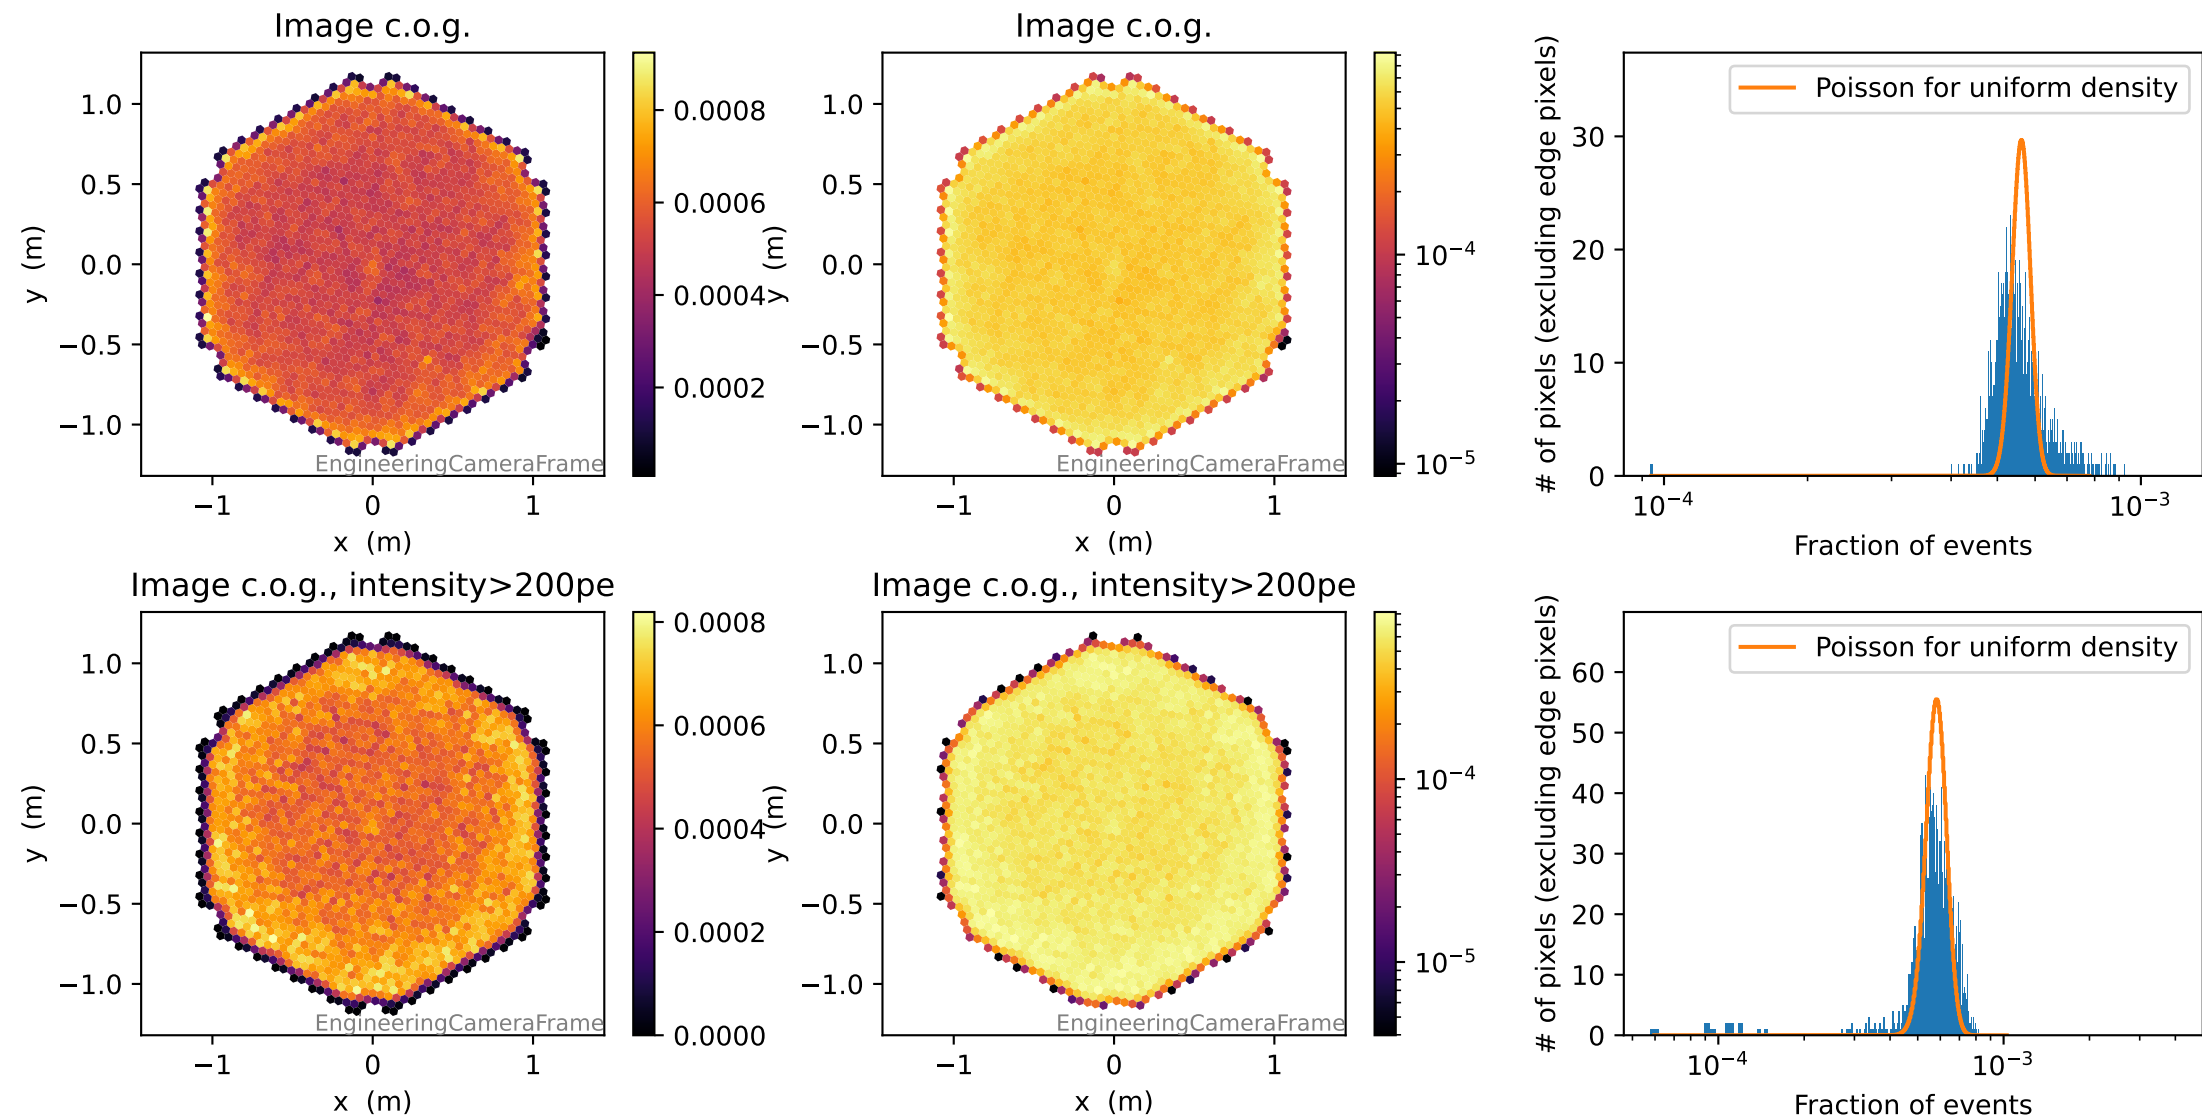 Image c.o.g.
1.0
0.5
0.0
−0.5
−1.0
y (m)
−1
0
1
x (m)
EngineeringCameraFrame
0.0008
0.0006
0.0004
0.0002
Image c.o.g.
1.0
0.5
0.0
−0.5
−1.0
y (m)
−1
0
1
x (m)
EngineeringCameraFrame
10⁻⁴
10⁻⁵
# of pixels (excluding edge pixels)
30
20
10
0
Poisson for uniform density
10⁻⁴
10⁻³
Fraction of events
Image c.o.g., intensity>200pe
1.0
0.5
0.0
−0.5
−1.0
y (m)
−1
0
1
x (m)
EngineeringCameraFrame
0.0008
0.0006
0.0004
0.0002
0.0000
Image c.o.g., intensity>200pe
1.0
0.5
0.0
−0.5
−1.0
y (m)
−1
0
1
x (m)
EngineeringCameraFrame
10⁻⁴
10⁻⁵
# of pixels (excluding edge pixels)
60
50
40
30
20
10
0
Poisson for uniform density
10⁻⁴
10⁻³
Fraction of events